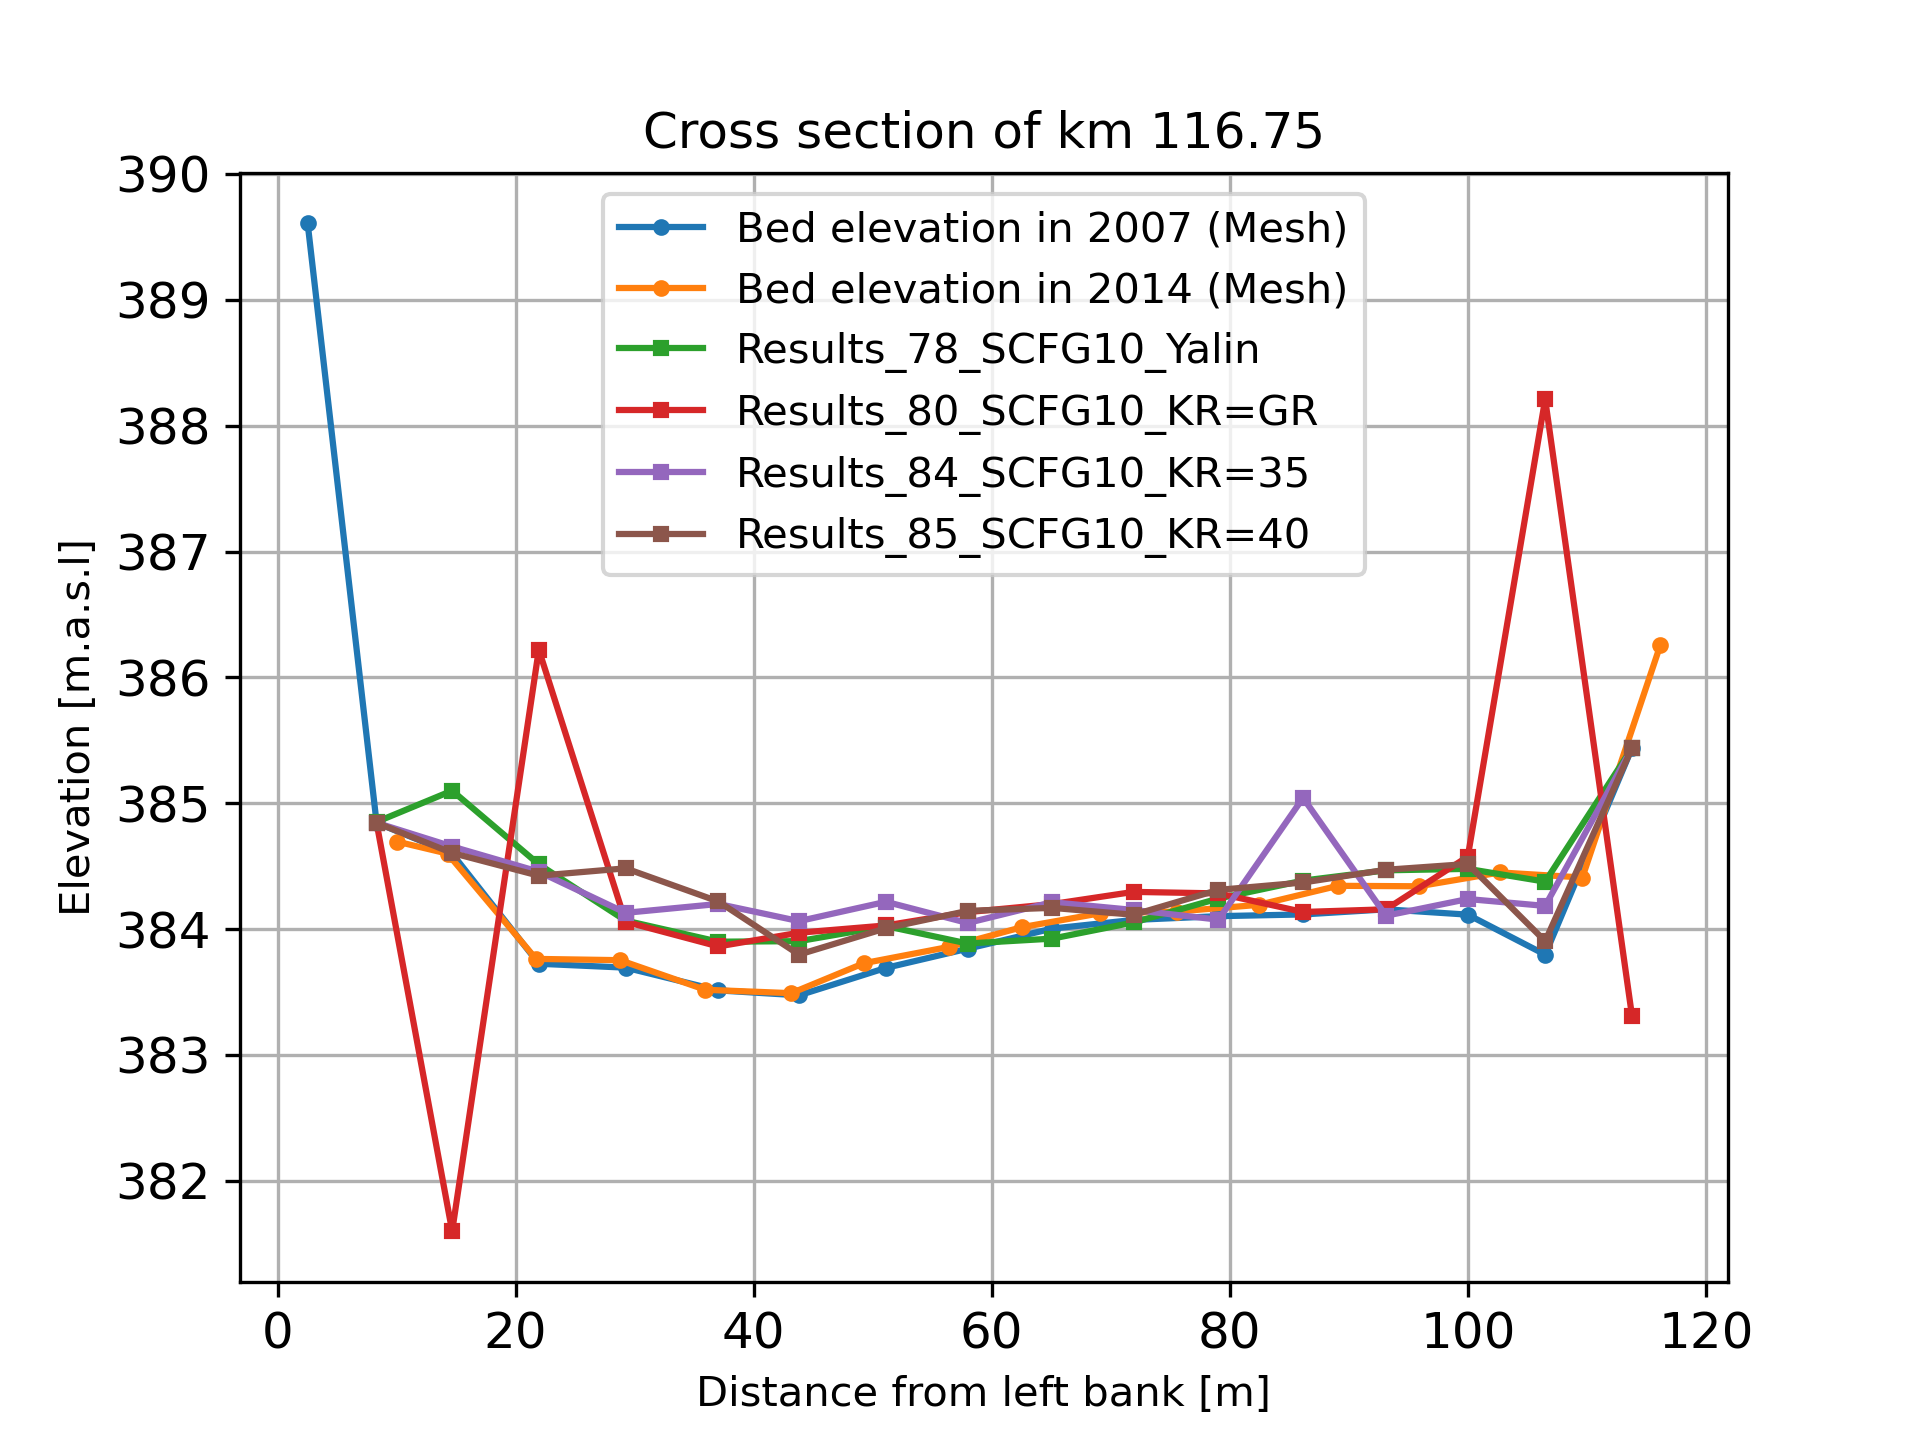 Cross section of km 116.75
390
389
388
387
386
385
384
383
382
Elevation [m.a.s.l]
Bed elevation in 2007 (Mesh)
Bed elevation in 2014 (Mesh)
Results_78_SCFG10_Yalin
Results_80_SCFG10_KR=GR
Results_84_SCFG10_KR=35
Results_85_SCFG10_KR=40
0 20 40 60 80 100 120
Distance from left bank [m]